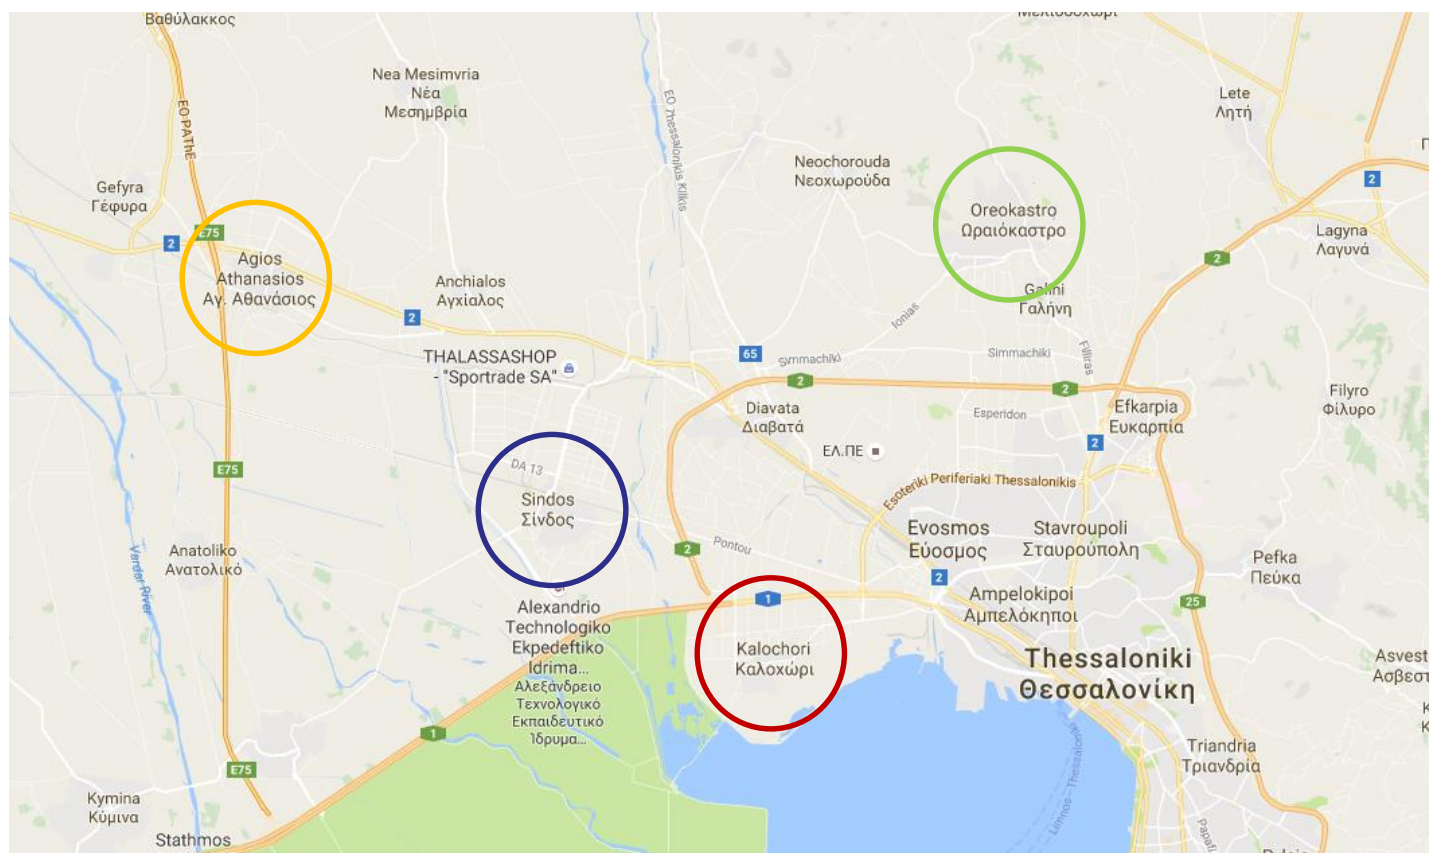 Βαθύλακκος
Nea Mesimvria
Νέα
Μεσημβρία
EO PAThE
EO Thessalonikis Kilkis
Lete
Λητή
Neochorouda
Νεοχωρούδα
2
Gefyra
Γέφυρα
Oreokastro
Ωραιόκαστρο
E75
2
Lagyna
Λαγυνά
Agios
Athanasios
Αγ. Αθανάσιος
2
Anchialos
Αγχίαλος
Galini
Γαλήνη
2
Ionias
THALASSASHOP
- "Sportrade SA"
65
Simmachiki
Simmachiki
Filliras
2
2
Filyro
Φίλυρο
Diavata
Διαβατά
Esperidon
Efkarpia
Ευκαρπία
ΕΛ.ΠΕ
2
E75
DA 13
Esoteriki Periferiaki Thessalonikis
Sindos
Σίνδος
Evosmos
Εύοσμος
Stavroupoli
Σταυρούπολη
Anatoliko
Ανατολικό
Vardar River
2
Pontou
Pefka
Πεύκα
2
Alexandrio
Technologiko
Ekpedeftiko
Idrima...
Αλεξάνδρειο
Τεχνολογικό
Εκπαιδευτικό
Ίδρυμα...
1
Ampelokipoi
Αμπελόκηποι
25
Kalochori
Καλοχώρι
Thessaloniki
Θεσσαλονίκη
Asvest
Ασβεστ
1
E75
Triandria
Τριανδρία
Limnos - Thessalon
Kymina
Κύμινα
Stathmos
Papaf